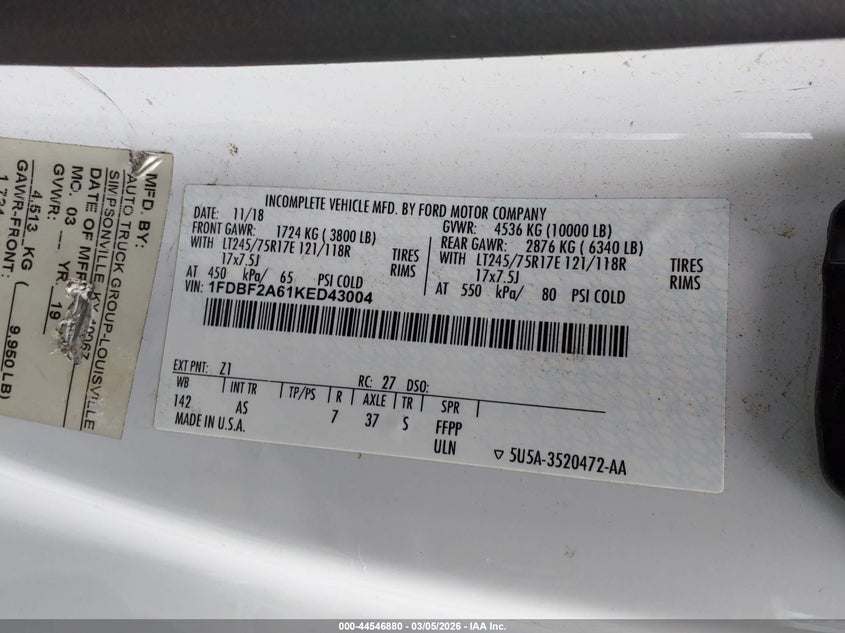 MFD. BY:
AUTO TRUCK GROUP-LOUISVILLE
SIMPSONVILLE, KY 40067
DATE OF MFR
MO. 03 YR. 19
GVWR:
4,513 KG (9,950 LB)
GAWR-FRONT:
INCOMPLETE VEHICLE MFD. BY FORD MOTOR COMPANY
DATE: 11/18 GVWR: 4536 KG (10000 LB)
FRONT GAWR: 1724 KG (3800 LB) REAR GAWR: 2876 KG (6340 LB)
WITH LT245/75R17E 121/118R TIRES WITH LT245/75R17E 121/118R TIRES
17x7.5J RIMS 17x7.5J RIMS
AT 450 kPa/ 65 PSI COLD AT 550 kPa/ 80 PSI COLD
VIN: 1FDBF2A61KED43004
EXT PNT: Z1 RC: 27 DSO:
WB INT TR TP/PS R AXLE TR SPR
142 AS 7 37 S FFPP
MADE IN U.S.A. ULN
5U5A-3520472-AA
000-44546880 — 03/05/2026 — IAA Inc.